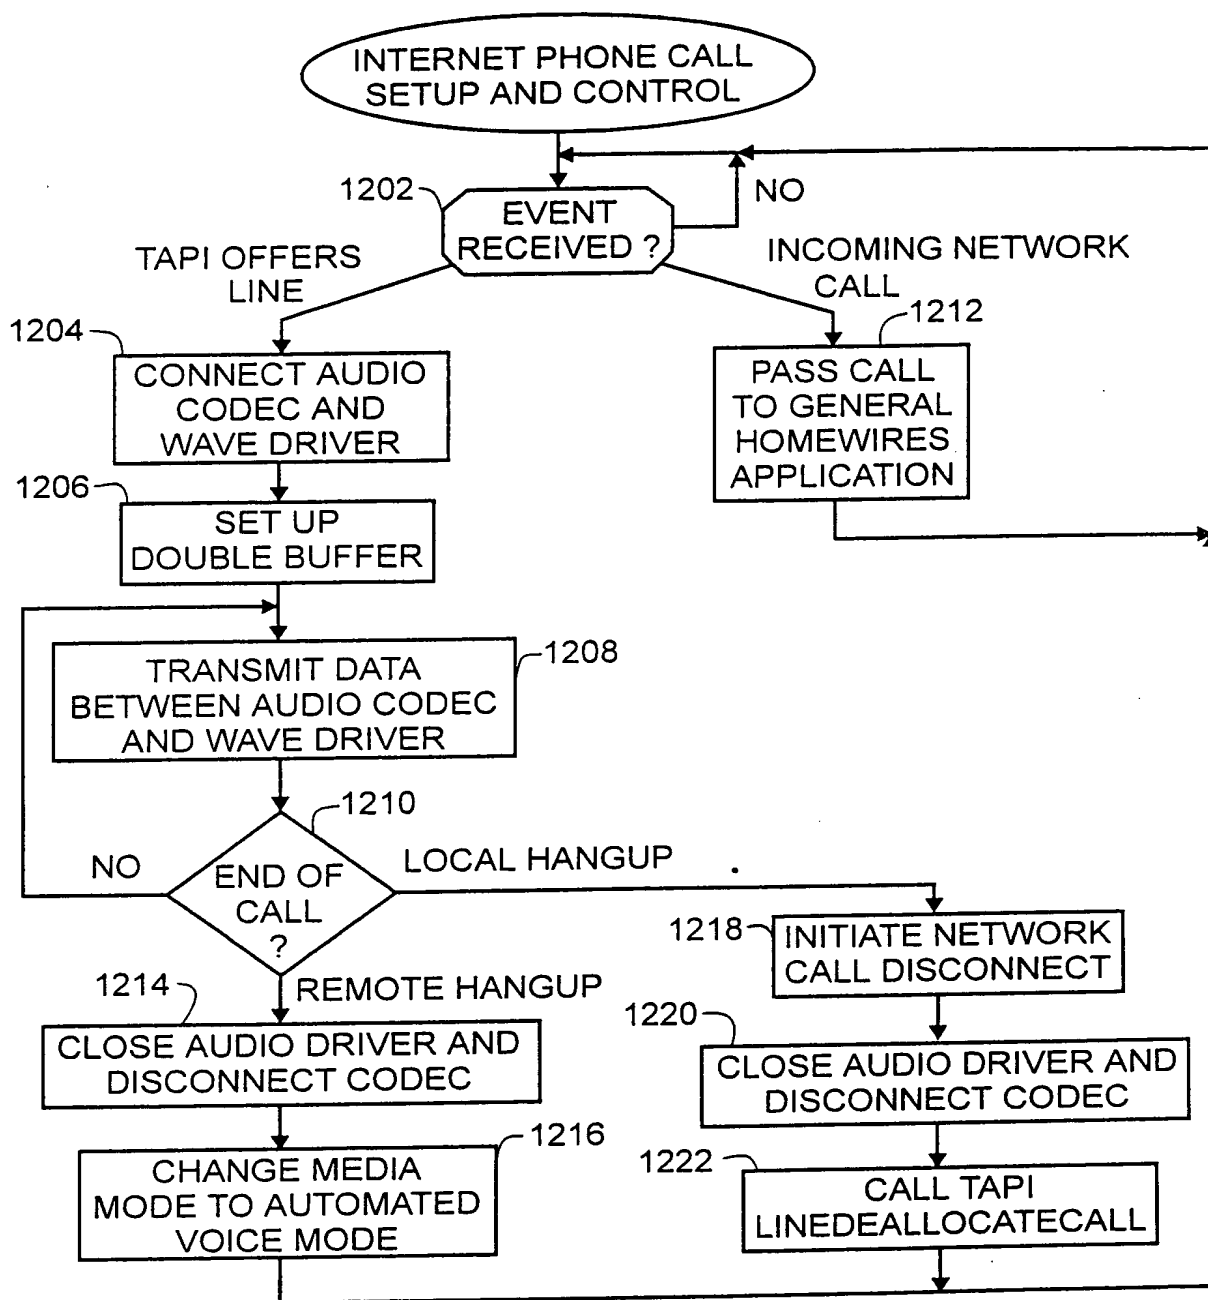 INTERNET PHONE CALL
SETUP AND CONTROL
1202
EVENT
RECEIVED ?
NO
TAPI OFFERS
LINE
INCOMING NETWORK
CALL
1204
CONNECT AUDIO
CODEC AND
WAVE DRIVER
1212
PASS CALL
TO GENERAL
HOMEWIRES
APPLICATION
1206
SET UP
DOUBLE BUFFER
TRANSMIT DATA
BETWEEN AUDIO CODEC
AND WAVE DRIVER
1208
1210
END OF
CALL
?
NO
LOCAL HANGUP
REMOTE HANGUP
1214
CLOSE AUDIO DRIVER AND
DISCONNECT CODEC
1216
CHANGE MEDIA
MODE TO AUTOMATED
VOICE MODE
1218
INITIATE NETWORK
CALL DISCONNECT
1220
CLOSE AUDIO DRIVER AND
DISCONNECT CODEC
1222
CALL TAPI
LINEDEALLOCATECALL